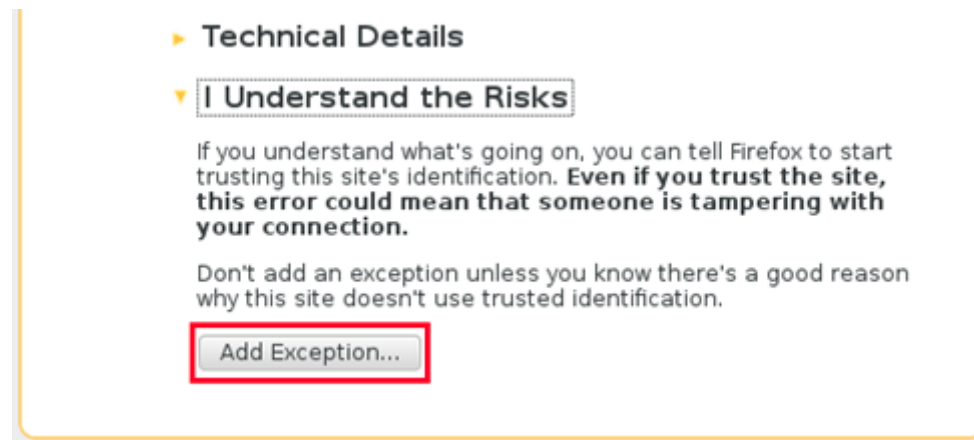 Technical Details
I Understand the Risks
If you understand what's going on, you can tell Firefox to start
trusting this site's identification. Even if you trust the site,
this error could mean that someone is tampering with
your connection.
Don't add an exception unless you know there's a good reason
why this site doesn't use trusted identification.
Add Exception...